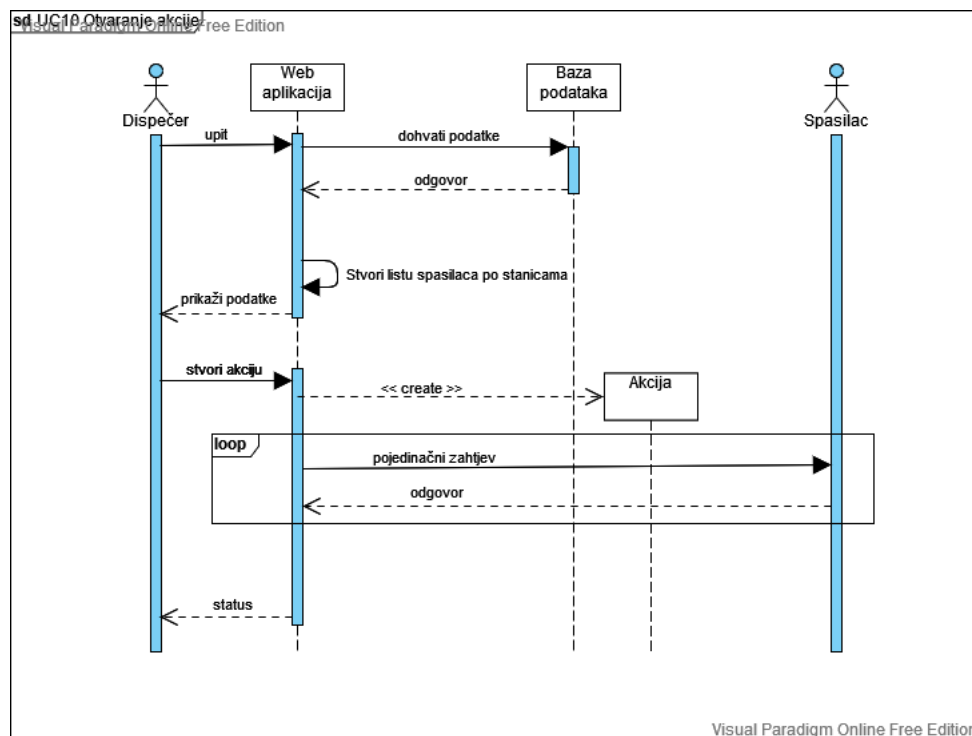 sd UC10 Otvaranje akcije
Visual Paradigm Online Free Edition
Web
aplikacija
Baza
podataka
Dispečer
Spasilac
upit
dohvati podatke
odgovor
Stvori listu spasilaca po stanicama
prikaži podatke
stvori akciju
<< create >>
Akcija
loop
pojedinačni zahtjev
odgovor
status
Visual Paradigm Online Free Edition